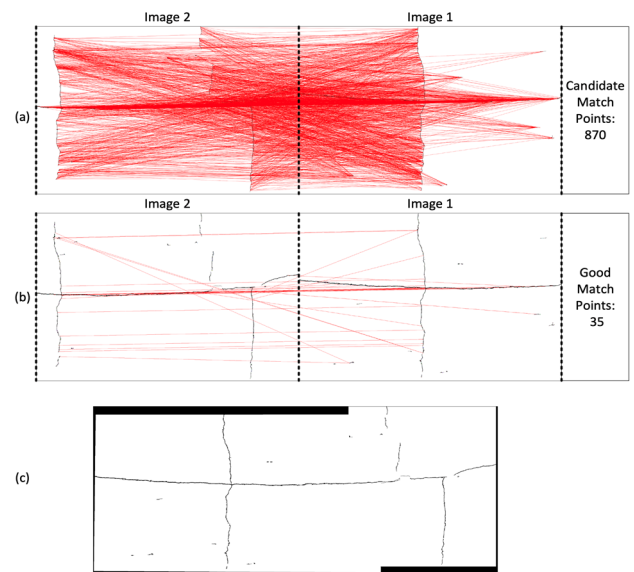 Image 2 Image 1
(a)
Candidate
Match
Points:
870
Image 2 Image 1
(b)
Good
Match
Points:
35
(c)